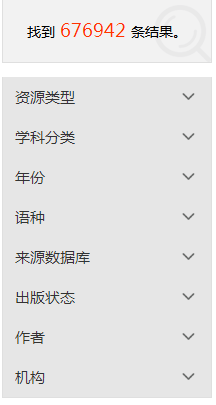 找到 676942 条结果。
资源类型
学科分类
年份
语种
来源数据库
出版状态
作者
机构